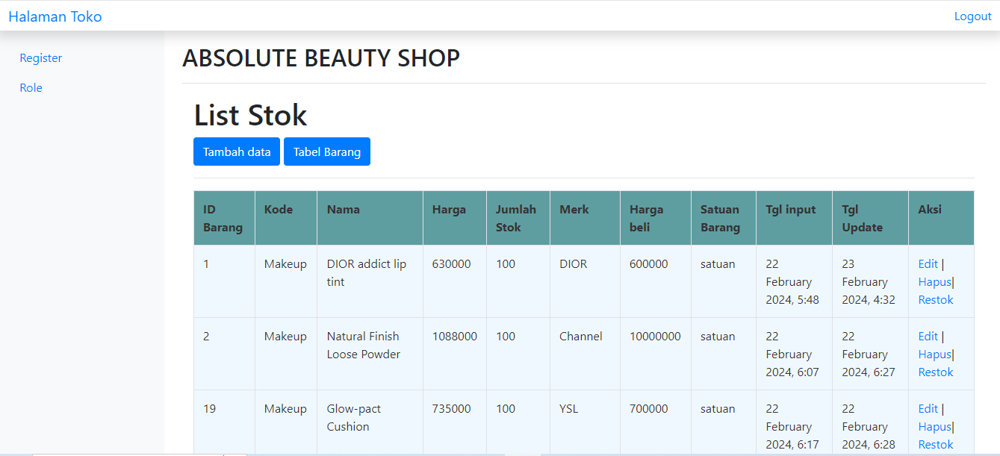 Halaman Toko Logout
Register
Role
ABSOLUTE BEAUTY SHOP
List Stok
Tambah data Tabel Barang
ID Barang Kode Nama Harga Jumlah Stok Merk Harga beli Satuan Barang Tgl input Tgl Update Aksi
1 Makeup DIOR addict lip tint 630000 100 DIOR 600000 satuan 22 February 2024, 5:48 23 February 2024, 4:32 Edit | Hapus| Restok
2 Makeup Natural Finish Loose Powder 1088000 100 Channel 10000000 satuan 22 February 2024, 6:07 22 February 2024, 6:27 Edit | Hapus| Restok
19 Makeup Glow-pact Cushion 735000 100 YSL 700000 satuan 22 February 2024, 6:17 22 February 2024, 6:28 Edit | Hapus| Restok